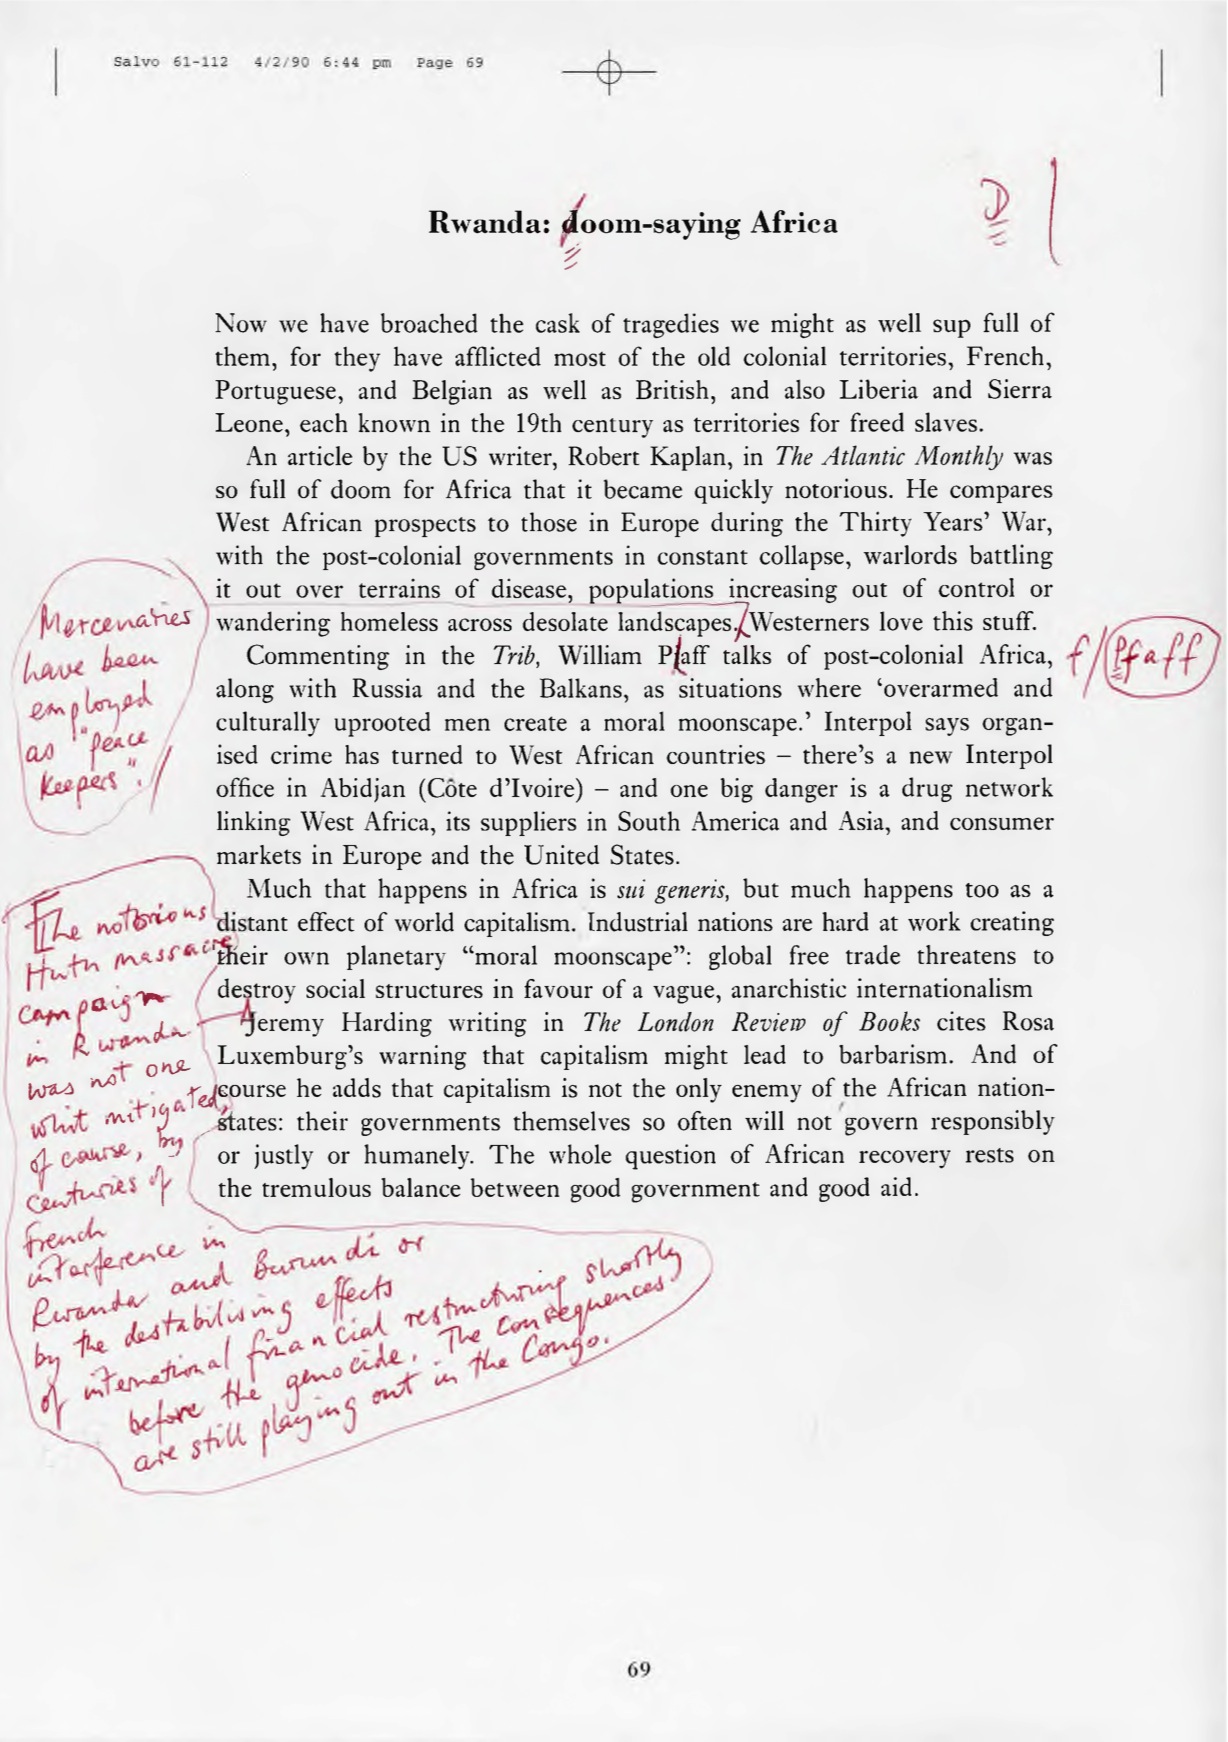 Salvo 61-112 4/2/90 6:44 pm Page 69
Rwanda: doom-saying Africa
D
Now we have broached the cask of tragedies we might as well sup full of
them, for they have afflicted most of the old colonial territories, French,
Portuguese, and Belgian as well as British, and also Liberia and Sierra
Leone, each known in the 19th century as territories for freed slaves.
An article by the US writer, Robert Kaplan, in The Atlantic Monthly was
so full of doom for Africa that it became quickly notorious. He compares
West African prospects to those in Europe during the Thirty Years’ War,
with the post-colonial governments in constant collapse, warlords battling
it out over terrains of disease, populations increasing out of control or
wandering homeless across desolate landscapes. Westerners love this stuff.
Mercenaries
have been
employed
as "peace
keepers".
Commenting in the Trib, William Plaff talks of post-colonial Africa,
f/ Pfaff
along with Russia and the Balkans, as situations where ‘overarmed and
culturally uprooted men create a moral moonscape.’ Interpol says organ-
ised crime has turned to West African countries – there’s a new Interpol
office in Abidjan (Côte d’Ivoire) – and one big danger is a drug network
linking West Africa, its suppliers in South America and Asia, and consumer
markets in Europe and the United States.
Much that happens in Africa is sui generis, but much happens too as a
distant effect of world capitalism. Industrial nations are hard at work creating
their own planetary “moral moonscape”: global free trade threatens to
destroy social structures in favour of a vague, anarchistic internationalism
Jeremy Harding writing in The London Review of Books cites Rosa
Luxemburg’s warning that capitalism might lead to barbarism. And of
course he adds that capitalism is not the only enemy of the African nation-
states: their governments themselves so often will not govern responsibly
or justly or humanely. The whole question of African recovery rests on
the tremulous balance between good government and good aid.
The notorious
Hutu massacre
campaign
in Rwanda
was not one
whit mitigated,
of course, by
centuries of
French
interference in
Rwanda and Burundi or
by the destabilising effects
of international financial restructuring shortly
before the genocide. The consequences
are still playing out in the Congo.
69